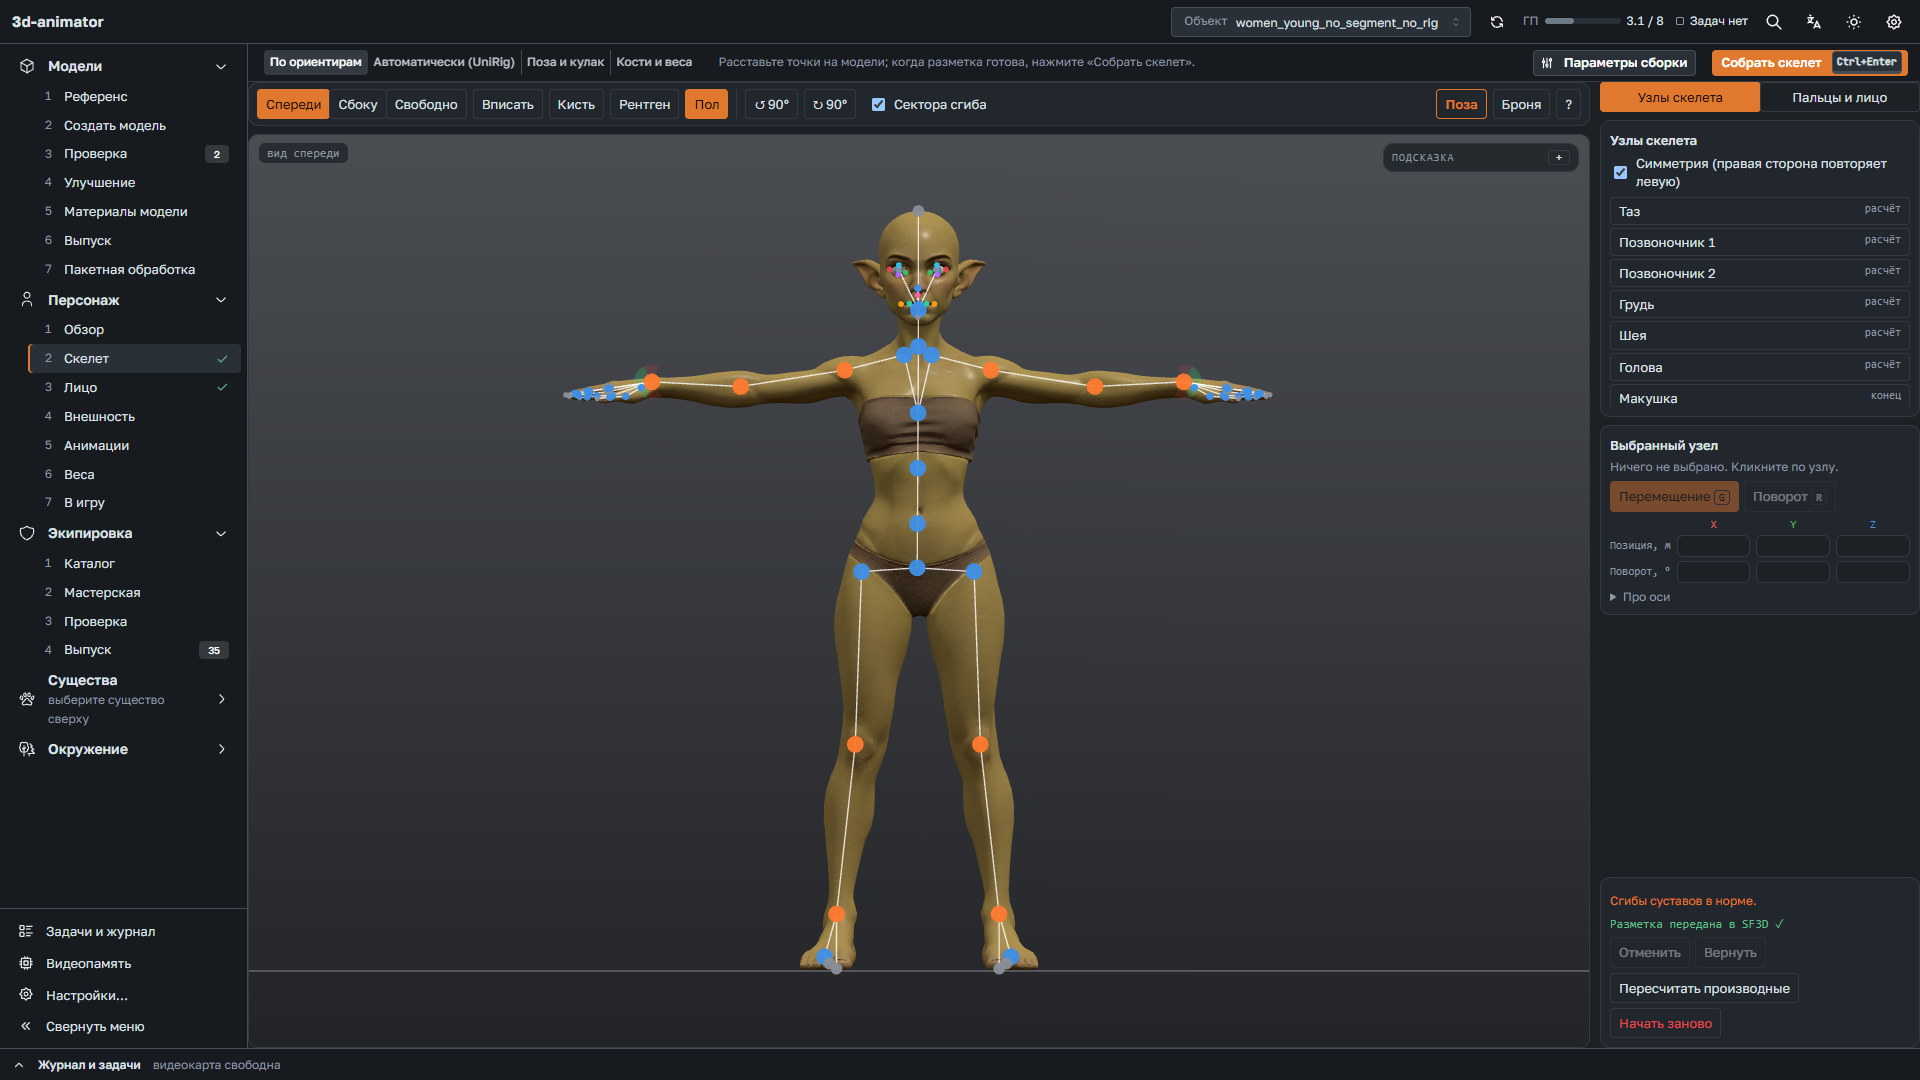 3d-animator
Объект women_young_no_segment_no_rig
ГП 3.1 / 8 Задач нет
Модели
1 Референс
2 Создать модель
3 Проверка 2
4 Улучшение
5 Материалы модели
6 Выпуск
7 Пакетная обработка
Персонаж
1 Обзор
2 Скелет
3 Лицо
4 Внешность
5 Анимации
6 Веса
7 В игру
Экипировка
1 Каталог
2 Мастерская
3 Проверка
4 Выпуск 35
Существа
выберите существо
сверху
Окружение
Задачи и журнал
Видеопамять
Настройки...
Свернуть меню
По ориентирам Автоматически (UniRig) Поза и кулак Кости и веса Расставьте точки на модели; когда разметка готова, нажмите «Собрать скелет».
Параметры сборки Собрать скелет Ctrl+Enter
Спереди Сбоку Свободно Вписать Кисть Рентген Пол ↺ 90° ↻ 90° Сектора сгиба Поза Броня ?
вид спереди
ПОДСКАЗКА +
Узлы скелета Пальцы и лицо
Узлы скелета
Симметрия (правая сторона повторяет
левую)
Таз расчёт
Позвоночник 1 расчёт
Позвоночник 2 расчёт
Грудь расчёт
Шея расчёт
Голова расчёт
Макушка конец
Выбранный узел
Ничего не выбрано. Кликните по узлу.
Перемещение G Поворот R
X Y Z
Позиция, м
Поворот, °
Про оси
Сгибы суставов в норме.
Разметка передана в SF3D ✓
Отменить Вернуть
Пересчитать производные
Начать заново
Журнал и задачи видеокарта свободна